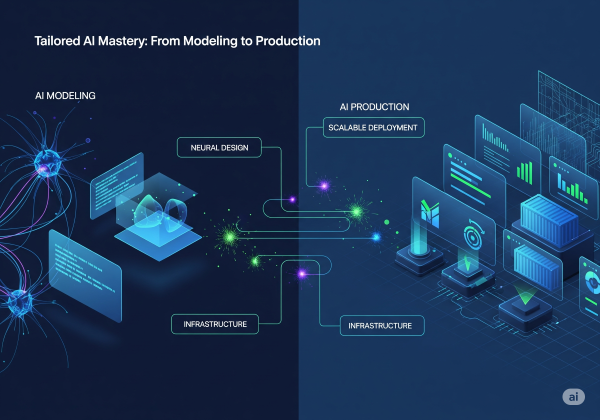 Tailored AI Mastery: From Modeling to Production
AI MODELING
AI PRODUCTION
SCALABLE DEPLOYMENT
NEURAL DESIGN
INFRASTRUCTURE
INFRASTRUCTURE
ai